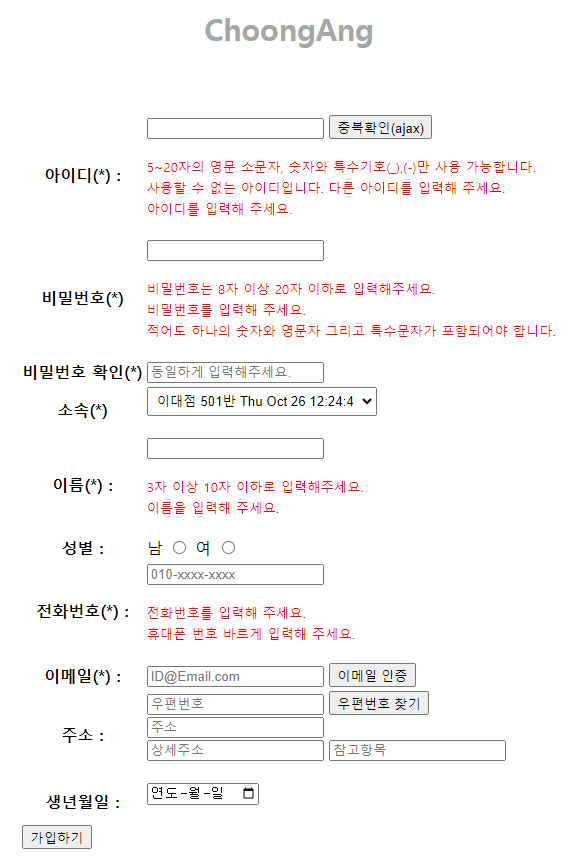 ChoongAng
중복확인(ajax)
아이디(*) :
5~20자의 영문 소문자, 숫자와 특수기호(_),(-)만 사용 가능합니다.
사용할 수 없는 아이디입니다. 다른 아이디를 입력해 주세요.
아이디를 입력해 주세요.
비밀번호(*)
비밀번호는 8자 이상 20자 이하로 입력해주세요.
비밀번호를 입력해 주세요.
적어도 하나의 숫자와 영문자 그리고 특수문자가 포함되어야 합니다.
비밀번호 확인(*) 동일하게 입력해주세요.
소속(*) 이대점 501반 Thu Oct 26 12:24:4
이름(*) :
3자 이상 10자 이하로 입력해주세요.
이름을 입력해 주세요.
성별 : 남 여
010-xxxx-xxxx
전화번호(*) :
전화번호를 입력해 주세요.
휴대폰 번호 바르게 입력해 주세요.
이메일(*) : ID@Email.com 이메일 인증
우편번호 우편번호 찾기
주소 :
주소
상세주소 참고항목
생년월일 : 연도-월-일
가입하기